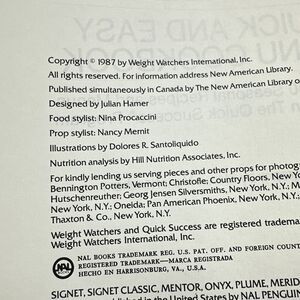 Copyright © 1987 by Weight Watchers International, Inc.
All rights reserved. For information address New American Library.
Published simultaneously in Canada by The New American Library o
Designed by Julian Hamer
Food stylist: Nina Procaccini
Prop stylist: Nancy Mernit
Illustrations by Dolores R. Santoliquido
Nutrition analysis by Hill Nutrition Associates, Inc.
For kindly lending us serving pieces and other props for photograp
Bennington Potters, Vermont; Christofle; Country Floors, New York
Hutschenreuther; Georg Jensen Silversmiths, New York, N.Y.; M
New York, N.Y.; Oneida; Pan American Phoenix, New York, N.Y.;
Thaxton & Co., New York, N.Y.
Weight Watchers and Quick Success are registered tradema
Weight Watchers International, Inc.
NAL BOOKS TRADEMARK REG. U.S. PAT. OFF. AND FOREIGN COUNT
REGISTERED TRADEMARK—MARCA REGISTRADA
HECHO EN HARRISONBURG, VA., U.S.A.
NAL
SIGNET, SIGNET CLASSIC, MENTOR, ONYX, PLUME, MERID
published in the United States by NAL PENGUIN